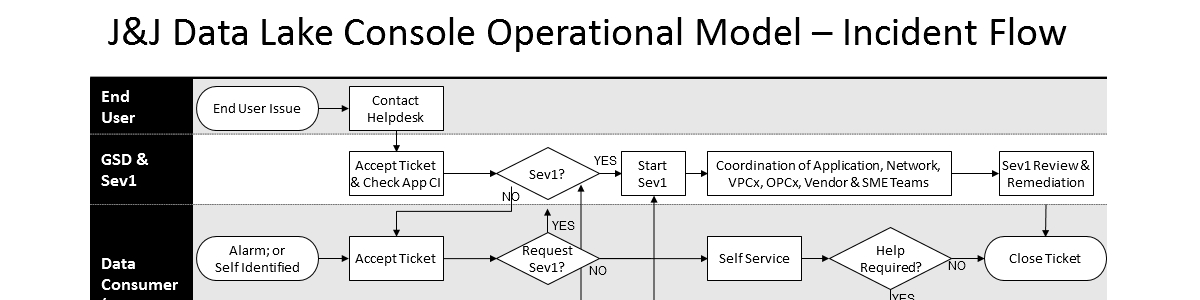 J&J Data Lake Console Operational Model – Incident Flow
End
User
End User Issue
Contact
Helpdesk
GSD &
Sev1
Accept Ticket
& Check App CI
Sev1?
YES
NO
Start
Sev1
Coordination of Application, Network,
VPCx, OPCx, Vendor & SME Teams
Sev1 Review &
Remediation
Data
Consumer
Alarm; or
Self Identified
Accept Ticket
YES
Request
Sev1?
NO
Self Service
Help
Required?
NO
YES
Close Ticket